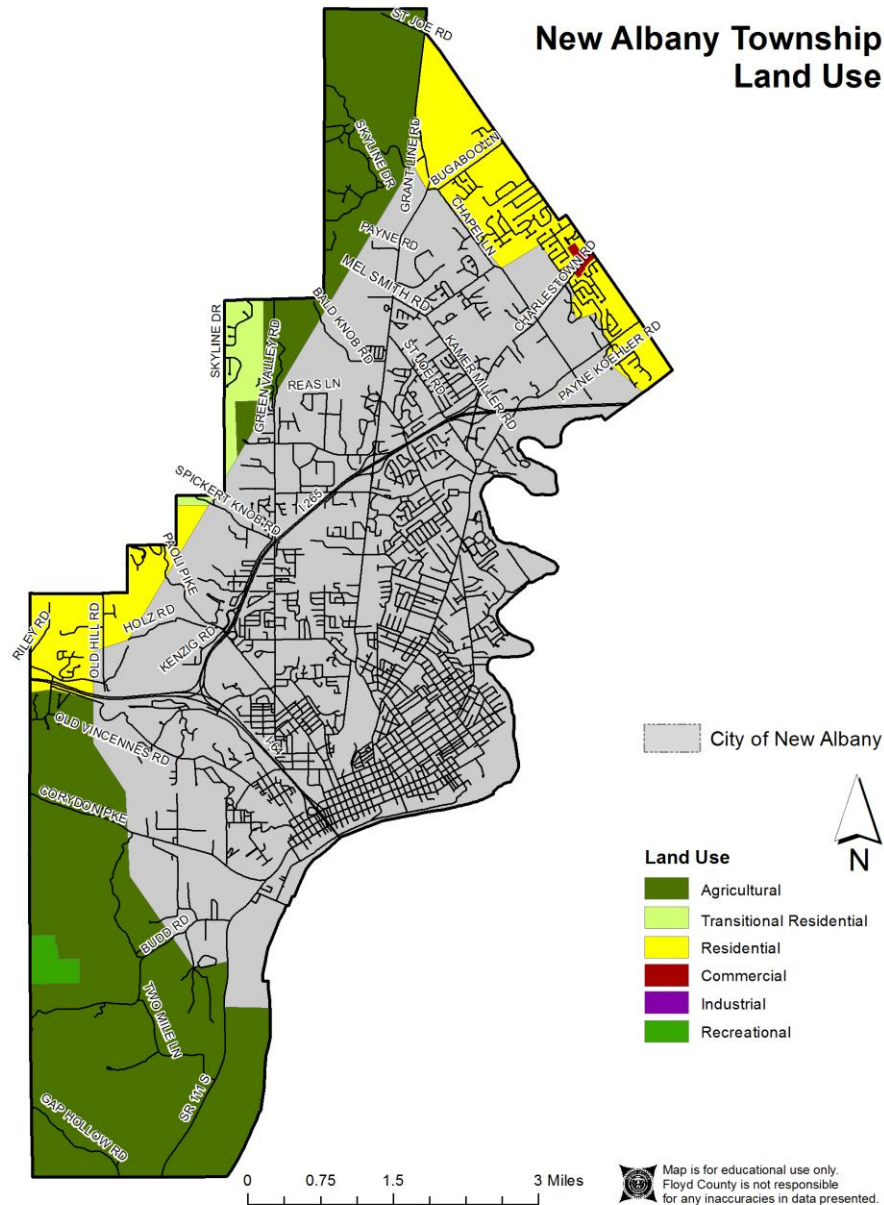 New Albany Township
Land Use
ST JOE RD
SKYLINE DR
GRANT LINE RD
BUGABOO LN
CHAPEL LN
PAYNE RD
MEL SMITH RD
CHARLESTOWN RD
SKYLINE DR
GREEN VALLEY RD
BALD KNOB RD
ST JOE RD
KAMER MILLER RD
PAYNE KOEHLER RD
REAS LN
SPICKERT KNOB RD
I 265
PAOLI PIKE
RILEY RD
OLD HILL RD
HOLZ RD
KENZIG RD
OLD VINCENNES RD
I-64
CORYDON PKE
BUDD RD
TWO MILE LN
SR 111 S
GAP HOLLOW RD
City of New Albany
N
Land Use
Agricultural
Transitional Residential
Residential
Commercial
Industrial
Recreational
0 0.75 1.5 3 Miles
Map is for educational use only.
Floyd County is not responsible
for any inaccuracies in data presented.